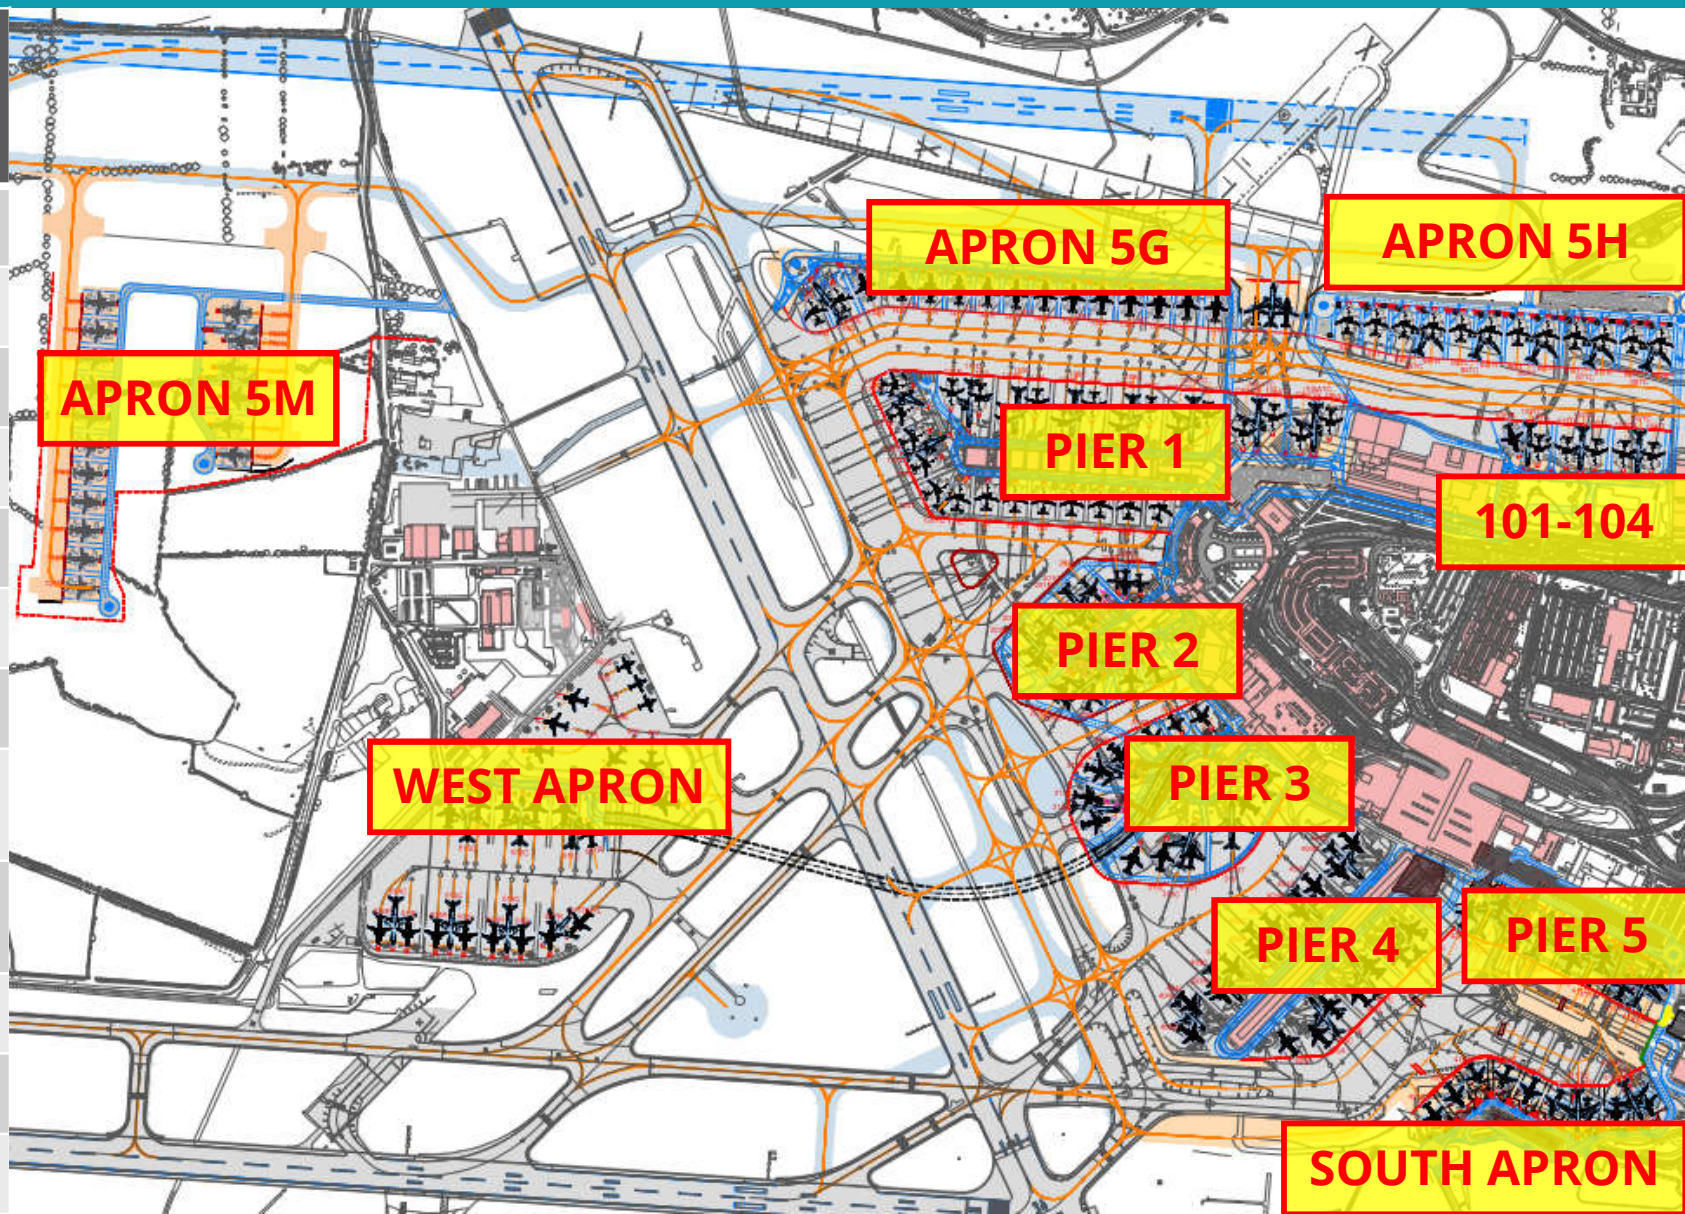 APRON 5G
APRON 5H
APRON 5M
PIER 1
101-104
PIER 2
WEST APRON
PIER 3
PIER 4
PIER 5
SOUTH APRON